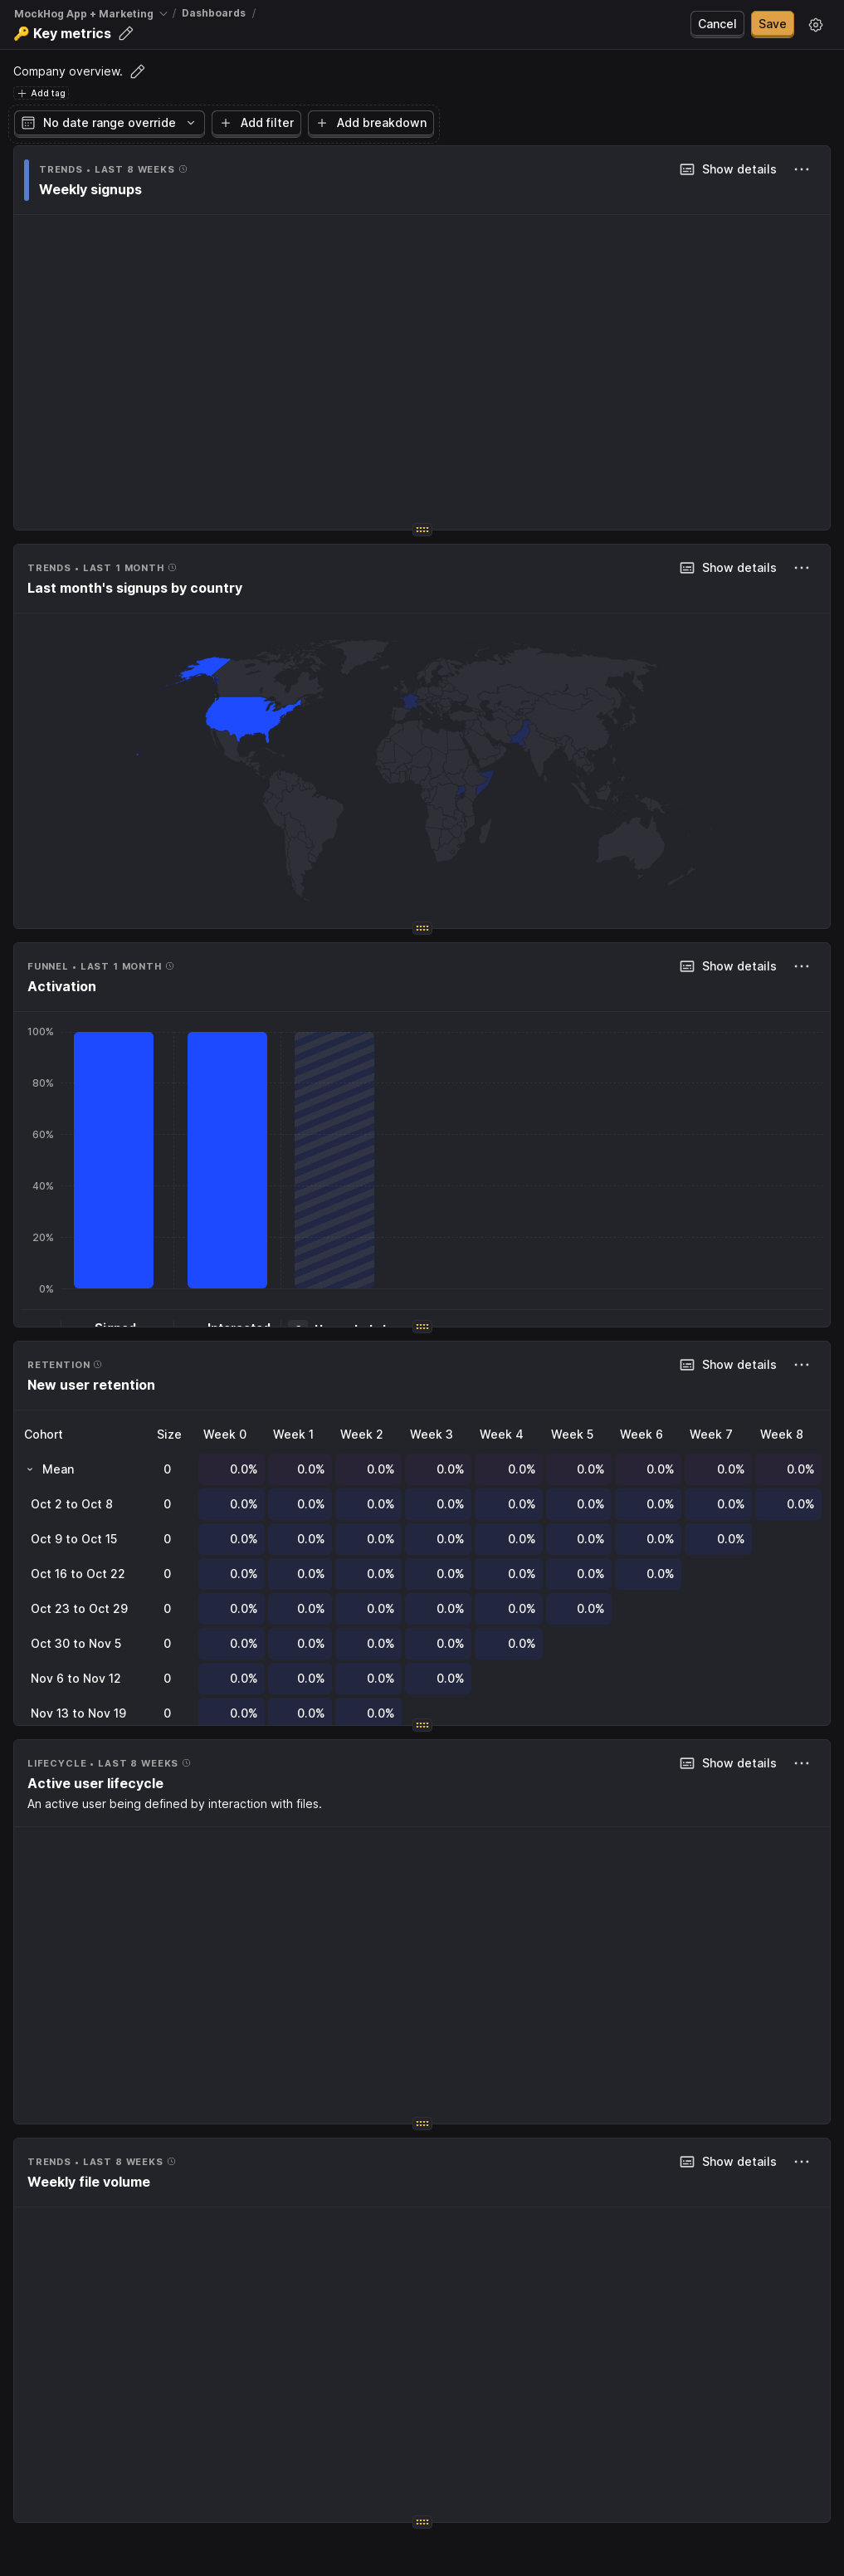 MockHog App + Marketing / Dashboards /
🔑 Key metrics
Cancel
Save
Company overview.
Add tag
No date range override
Add filter
Add breakdown
TRENDS • LAST 8 WEEKS
Show details
Weekly signups
TRENDS • LAST 1 MONTH
Show details
Last month's signups by country
FUNNEL • LAST 1 MONTH
Show details
Activation
100%
80%
60%
40%
20%
0%
Signed
Interacted
RETENTION
Show details
New user retention
Cohort Size Week 0 Week 1 Week 2 Week 3 Week 4 Week 5 Week 6 Week 7 Week 8
Mean 0 0.0% 0.0% 0.0% 0.0% 0.0% 0.0% 0.0% 0.0% 0.0%
Oct 2 to Oct 8 0 0.0% 0.0% 0.0% 0.0% 0.0% 0.0% 0.0% 0.0% 0.0%
Oct 9 to Oct 15 0 0.0% 0.0% 0.0% 0.0% 0.0% 0.0% 0.0% 0.0%
Oct 16 to Oct 22 0 0.0% 0.0% 0.0% 0.0% 0.0% 0.0% 0.0%
Oct 23 to Oct 29 0 0.0% 0.0% 0.0% 0.0% 0.0% 0.0%
Oct 30 to Nov 5 0 0.0% 0.0% 0.0% 0.0% 0.0%
Nov 6 to Nov 12 0 0.0% 0.0% 0.0% 0.0%
Nov 13 to Nov 19 0 0.0% 0.0% 0.0%
LIFECYCLE • LAST 8 WEEKS
Show details
Active user lifecycle
An active user being defined by interaction with files.
TRENDS • LAST 8 WEEKS
Show details
Weekly file volume